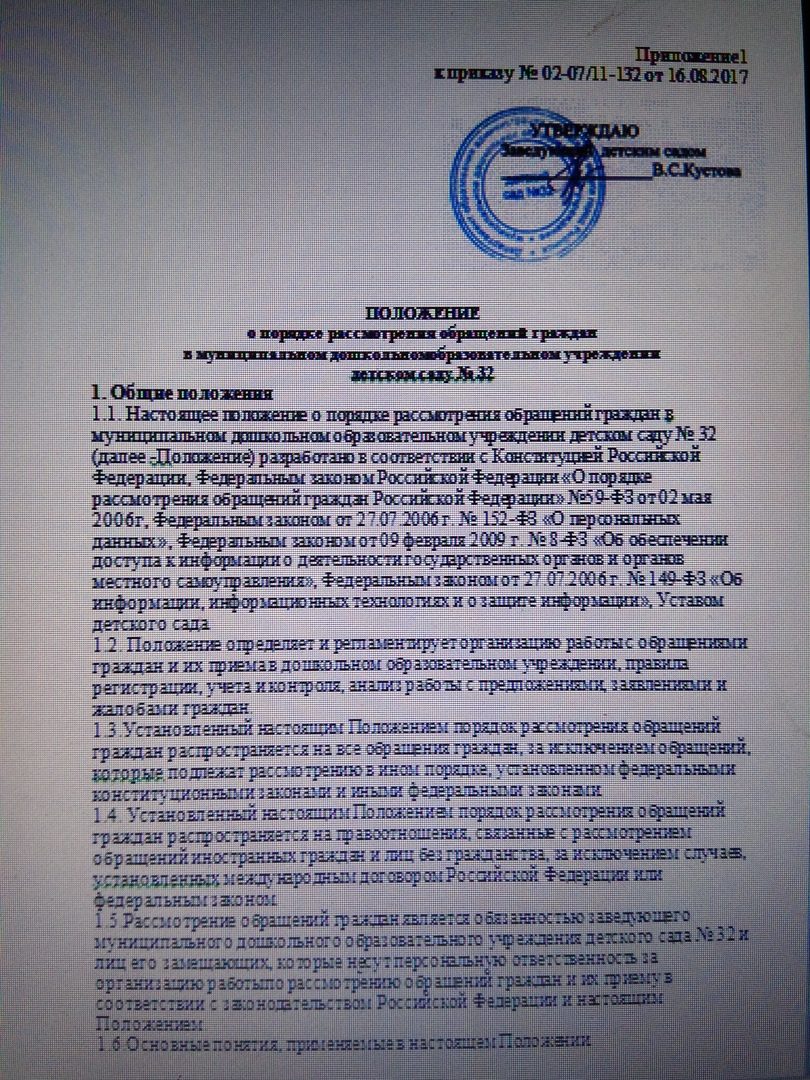 Приложение1
к приказу № 02-07/11-132 от 16.08.2017
УТВЕРЖДАЮ
Заведующий детским садом
В.С.Кустова
САД №32
ПОЛОЖЕНИЕ
о порядке рассмотрения обращений граждан
в муниципальном дошкольномобразовательном учреждении
детском саду № 32
1. Общие положения
1.1. Настоящее положение о порядке рассмотрения обращений граждан в
муниципальном дошкольном образовательном учреждении детском саду № 32
(далее -Положение) разработано в соответствии с Конституцией Российской
Федерации, Федеральным законом Российской Федерации «О порядке
рассмотрения обращений граждан Российской Федерации» №59-ФЗ от 02 мая
2006г, Федеральным законом от 27.07.2006 г. № 152-ФЗ «О персональных
данных», Федеральным законом от 09 февраля 2009 г. № 8-ФЗ «Об обеспечении
доступа к информации о деятельности государственных органов и органов
местного самоуправления», Федеральным законом от 27.07.2006 г. № 149-ФЗ «Об
информации, информационных технологиях и о защите информации», Уставом
детского сада.
1.2. Положение определяет и регламентирует организацию работы с обращениями
граждан и их приема в дошкольном образовательном учреждении, правила
регистрации, учета и контроля, анализ работы с предложениями, заявлениями и
жалобами граждан.
1.3.Установленный настоящим Положением порядок рассмотрения обращений
граждан распространяется на все обращения граждан, за исключением обращений,
которые подлежат рассмотрению в ином порядке, установленном федеральными
конституционными законами и иными федеральными законами.
1.4. Установленный настоящим Положением порядок рассмотрения обращений
граждан распространяется на правоотношения, связанные с рассмотрением
обращений иностранных граждан и лиц без гражданства, за исключением случаев,
установленных международным договором Российской Федерации или
федеральным законом.
1.5.Рассмотрение обращений граждан является обязанностью заведующего
муниципального дошкольного образовательного учреждения детского сада № 32 и
лиц его замещающих, которые несут персональную ответственность за
организацию работы по рассмотрению обращений граждан и их приему в
соответствии с законодательством Российской Федерации и настоящим
Положением.
1.6.Основные понятия, применяемые в настоящем Положении.